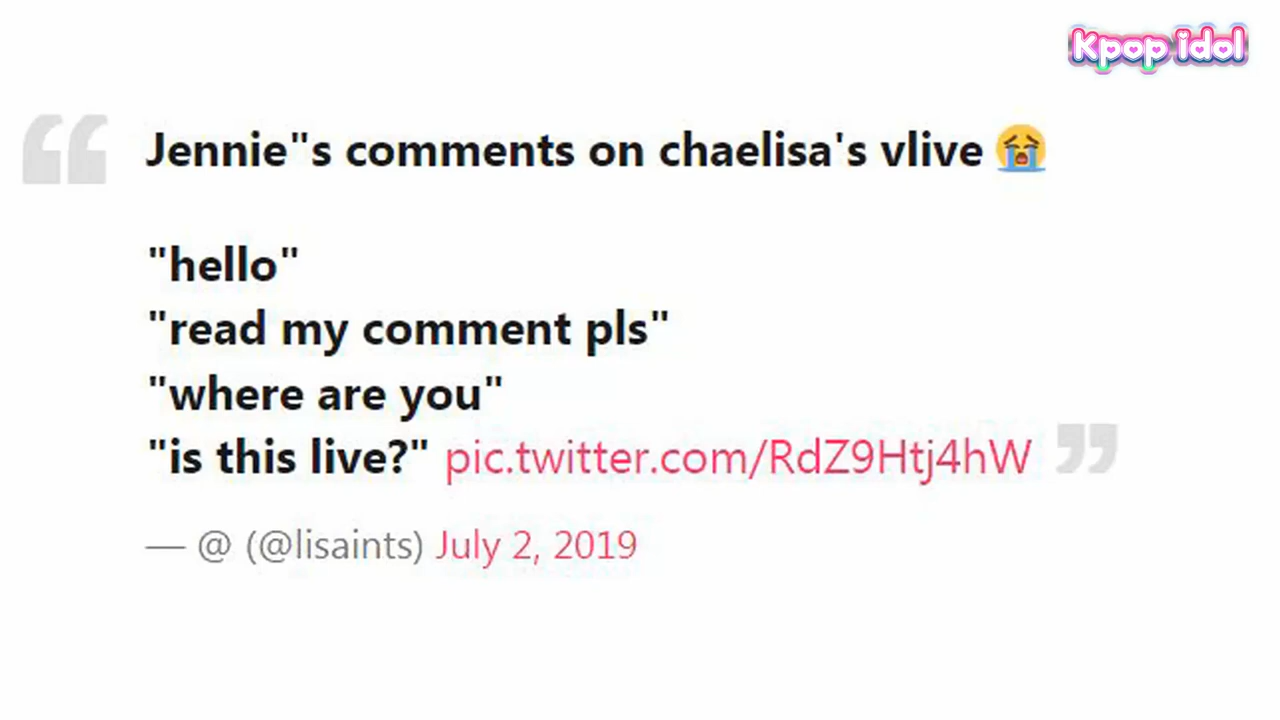 Kpop idol
Jennie"s comments on chaelisa's vlive 😭
"hello"
"read my comment pls"
"where are you"
"is this live?" pic.twitter.com/RdZ9Htj4hW
— @ (@lisaints) July 2, 2019